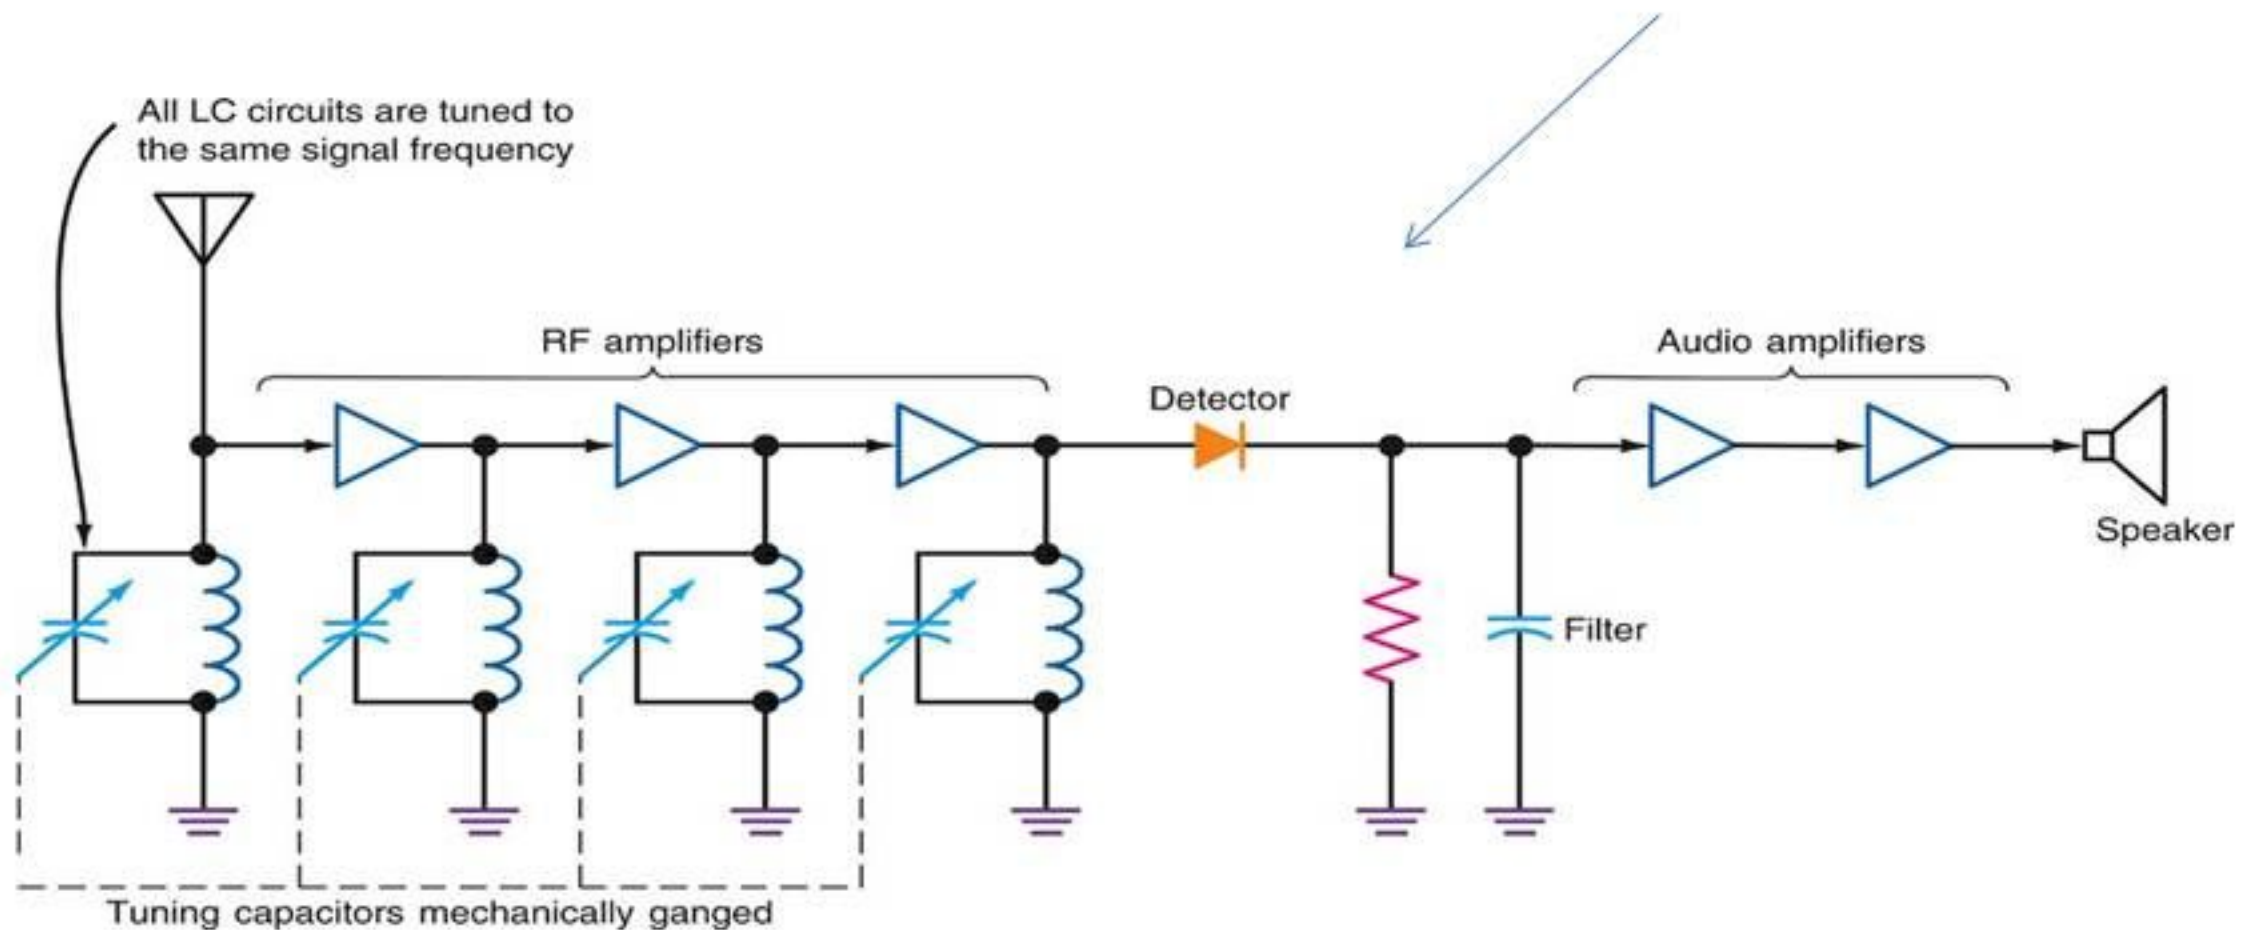 All LC circuits are tuned to
the same signal frequency
RF amplifiers
Audio amplifiers
Detector
Speaker
Filter
Tuning capacitors mechanically ganged